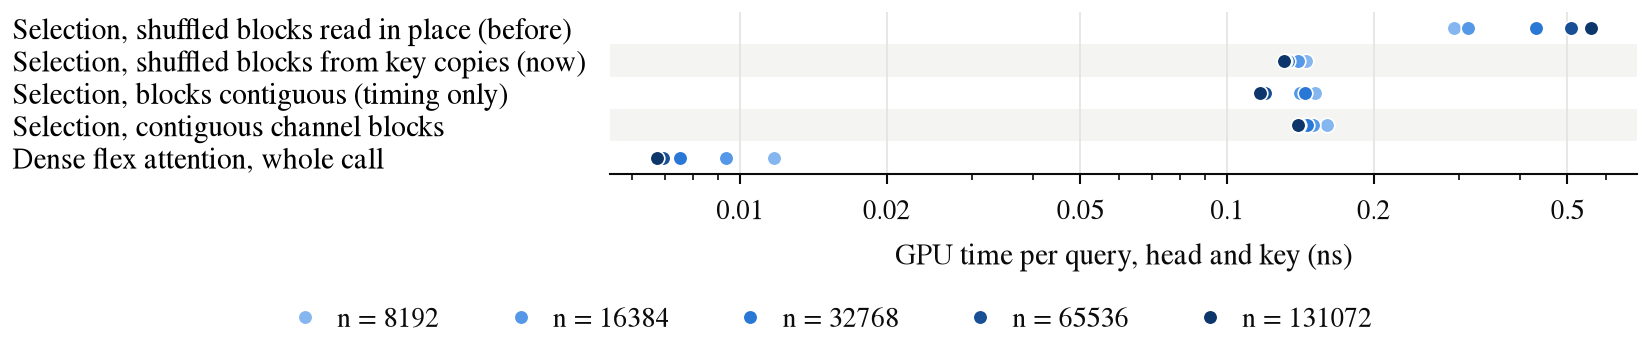 Selection, shuffled blocks read in place (before)
Selection, shuffled blocks from key copies (now)
Selection, blocks contiguous (timing only)
Selection, contiguous channel blocks
Dense flex attention, whole call
0.01 0.02 0.05 0.1 0.2 0.5
GPU time per query, head and key (ns)
n = 8192 n = 16384 n = 32768 n = 65536 n = 131072